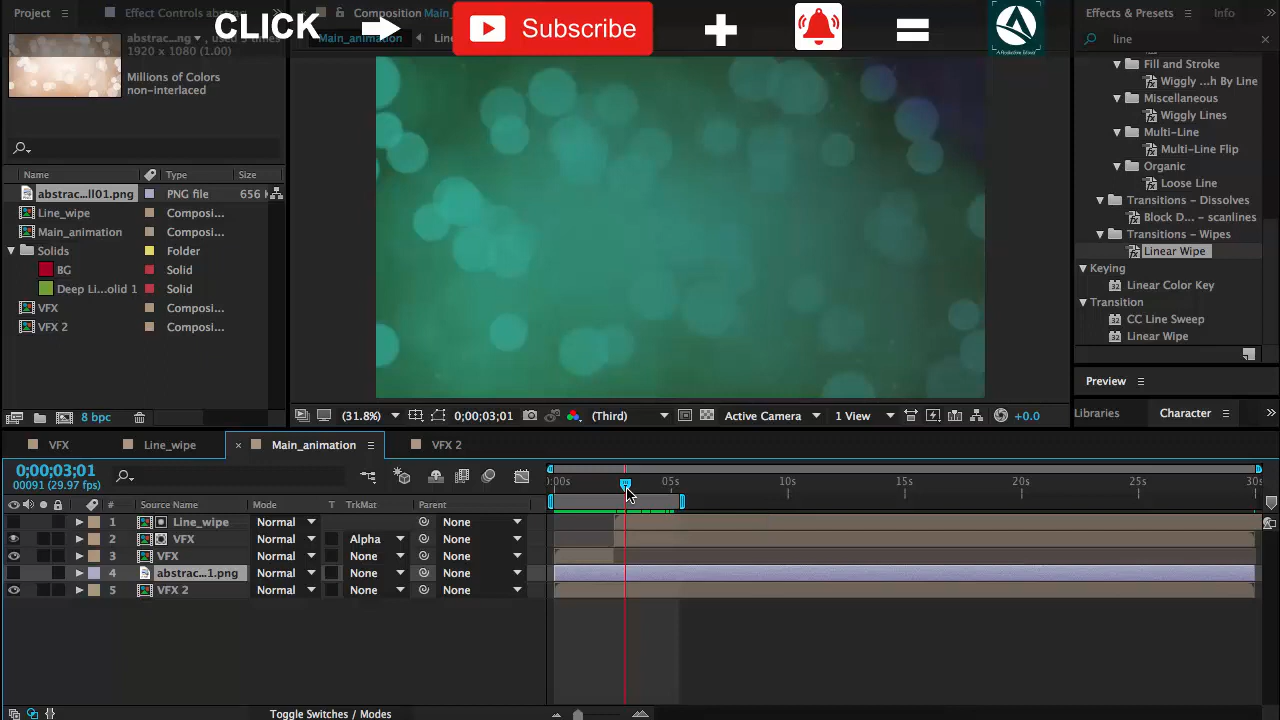 CLICK
Subscribe
Project
Effect Controls abstrac
Composition Main_
Effects & Presets
Info
Main_animation
1920 x 1080 (1.00)
Millions of Colors
non-interlaced
line
Fill and Stroke
Wiggly ...h By Line
Miscellaneous
Wiggly Lines
Multi-Line
Multi-Line Flip
Organic
Loose Line
Transitions - Dissolves
Block D... - scanlines
Transitions - Wipes
Linear Wipe
Keying
Linear Color Key
Transition
CC Line Sweep
Linear Wipe
Preview
Libraries
Character
Name
Type
Size
abstrac...ll01.png
PNG file
656 K
Line_wipe
Composi...
Main_animation
Composi...
Solids
Folder
BG
Solid
Deep Li...olid 1
Solid
VFX
Composi...
VFX 2
Composi...
8 bpc
(31.8%)
0;00;03;01
(Third)
Active Camera
1 View
+0.0
VFX
Line_wipe
Main_animation
VFX 2
0;00;03;01
00091 (29.97 fps)
:00s
05s
10s
15s
20s
25s
30s
#
Source Name
Mode
T
TrkMat
Parent
1
Line_wipe
Normal
None
2
VFX
Normal
Alpha
None
3
VFX
Normal
None
None
4
abstrac...1.png
Normal
None
None
5
VFX 2
Normal
None
None
Toggle Switches / Modes